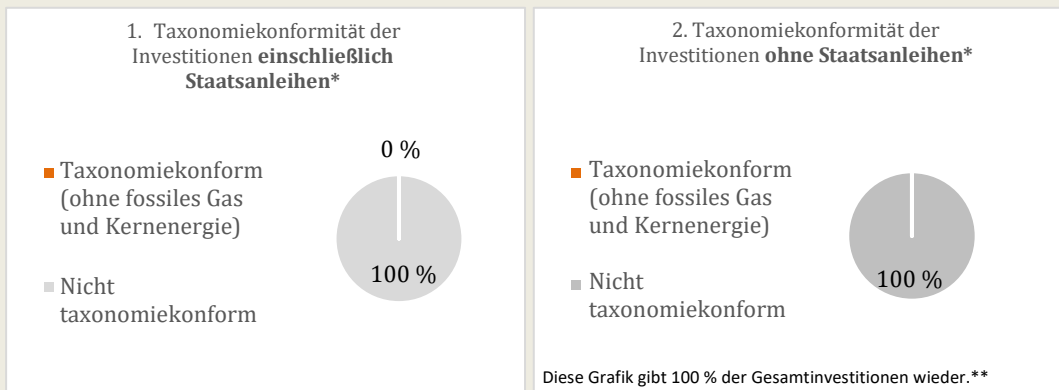 1. Taxonomiekonformität der
Investitionen einschließlich
Staatsanleihen*
0 %
Taxonomiekonform
(ohne fossiles Gas
und Kernenergie)
100 %
Nicht
taxonomiekonform
2. Taxonomiekonformität der
Investitionen ohne Staatsanleihen*
Taxonomiekonform
(ohne fossiles Gas
und Kernenergie)
100 %
Nicht
taxonomiekonform
Diese Grafik gibt 100 % der Gesamtinvestitionen wieder.**